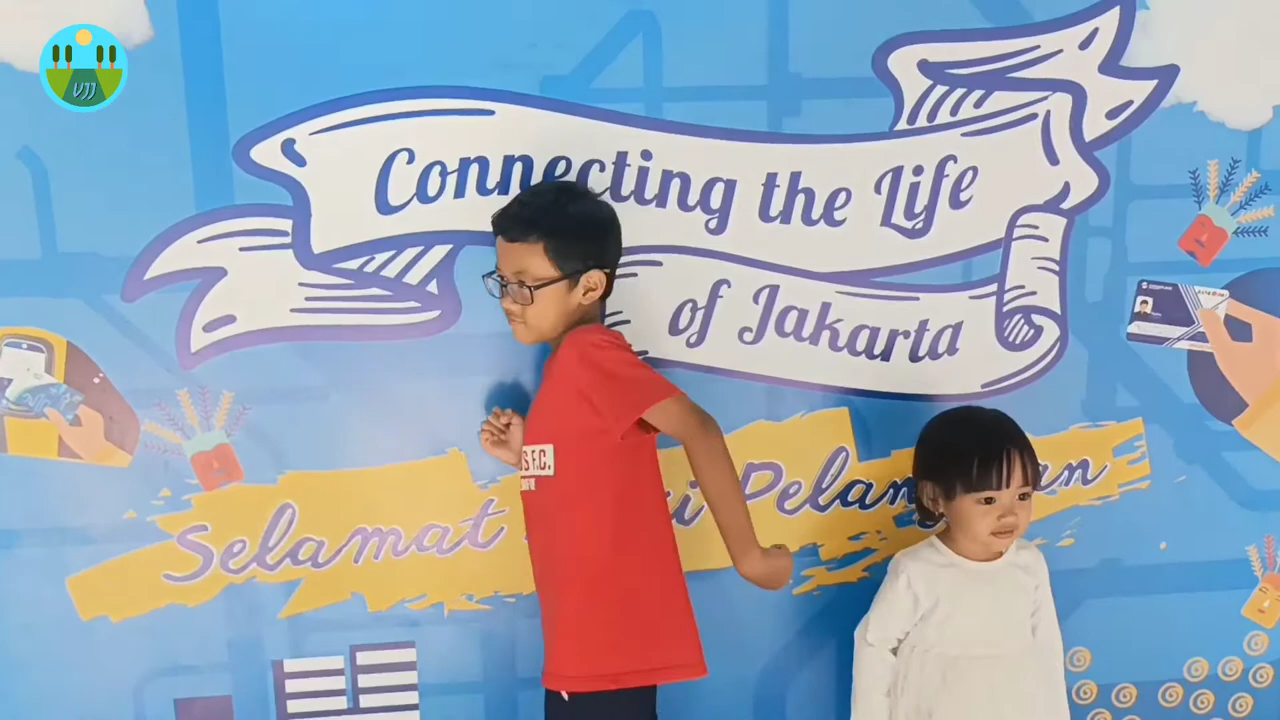 VJJ
Connecting the Life
of Jakarta
Selamat Pelan
S F.C.